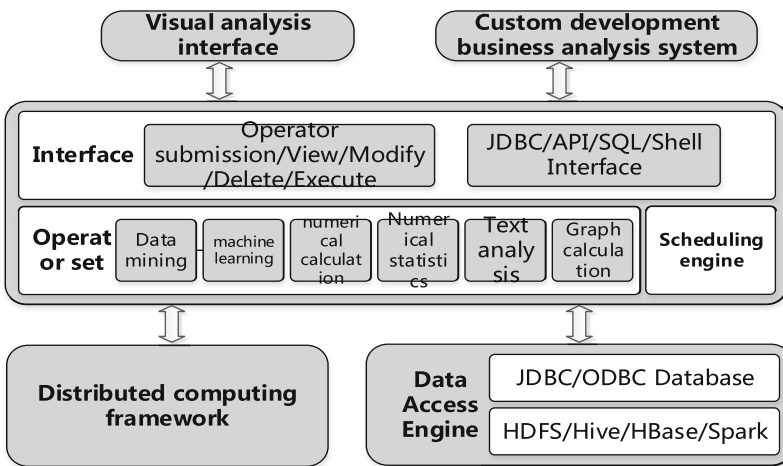 Visual analysis
interface
Custom development
business analysis system
Interface
Operator
submission/View/Modify
/Delete/Execute
JDBC/API/SQL/Shell
Interface
Operat
or set
Data
mining
machine
learning
numeri
cal
calculat
ion
Numer
ical
statisti
cs
Text
analy
sis
Graph
calcula
tion
Scheduling
engine
Distributed computing
framework
Data
Access
Engine
JDBC/ODBC Database
HDFS/Hive/HBase/Spark